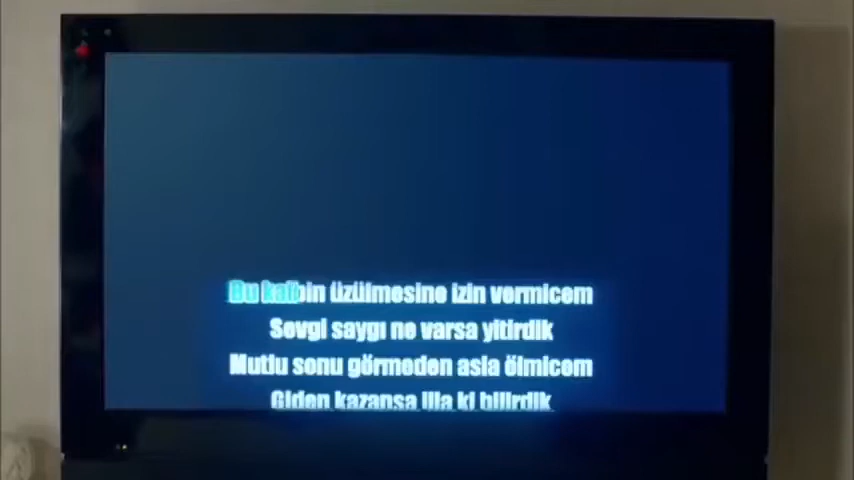 Bu kalbin üzülmesine izin vermicem
Sevgi saygı ne varsa yitirdik
Mutlu sonu görmeden asla ölmicem
Giden kazansa illa ki bilirdik